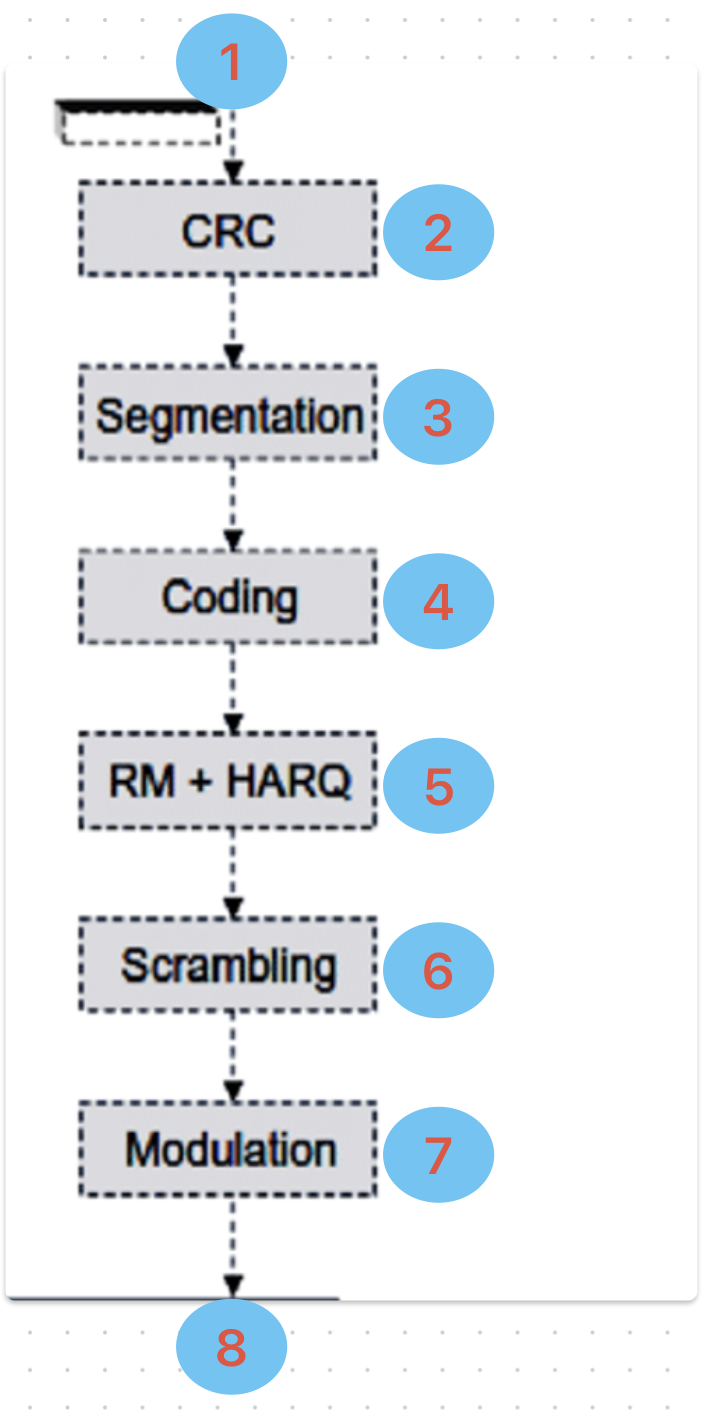 1
CRC 2
Segmentation 3
Coding 4
RM + HARQ 5
Scrambling 6
Modulation 7
8